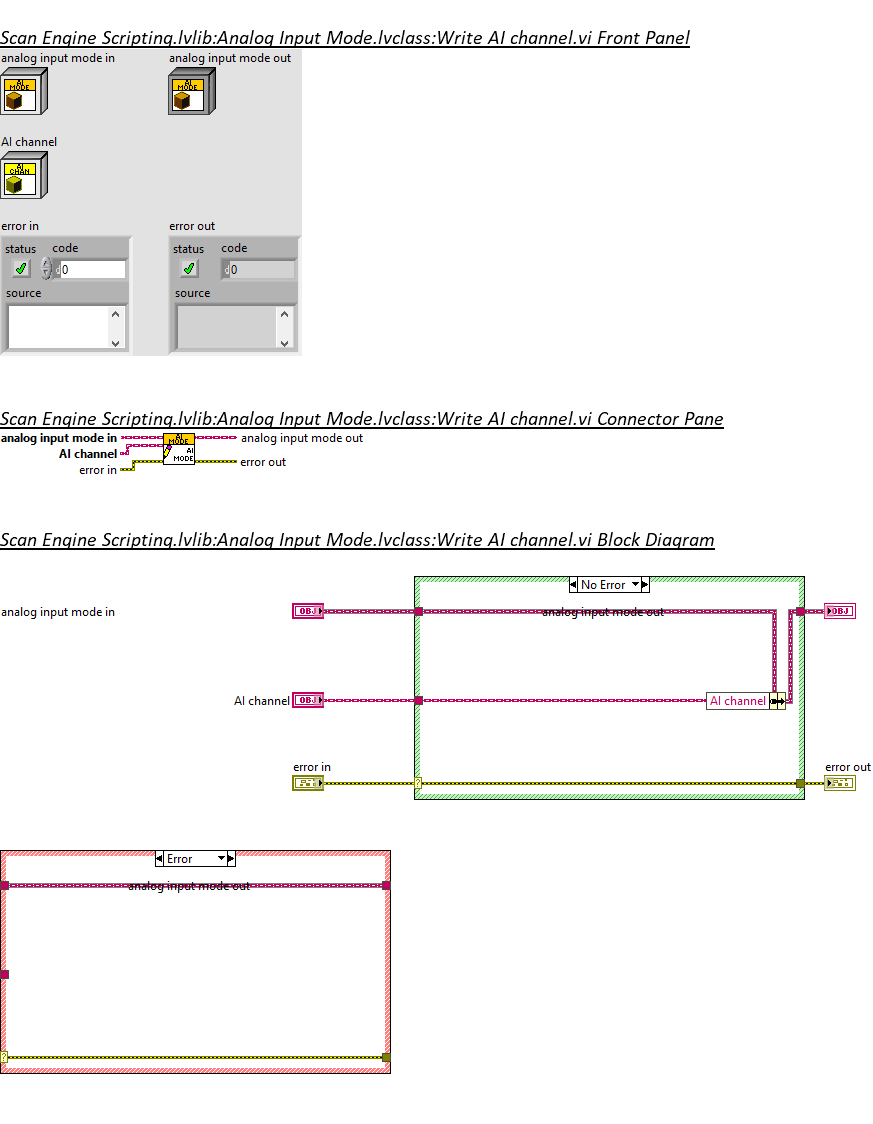 Scan Engine Scripting.lvlib:Analog Input Mode.lvclass:Write AI channel.vi Front Panel
analog input mode in analog input mode out
AI MODE AI MODE
AI channel
AI CHAN
error in error out
status code status code
d 0 d 0
source source
Scan Engine Scripting.lvlib:Analog Input Mode.lvclass:Write AI channel.vi Connector Pane
analog input mode in AI MODE analog input mode out
AI channel AI MODE
error in error out
Scan Engine Scripting.lvlib:Analog Input Mode.lvclass:Write AI channel.vi Block Diagram
No Error
analog input mode in OBJ analog input mode out OBJ
AI channel OBJ AI channel
error in error out
?
Error
analog input mode out
?